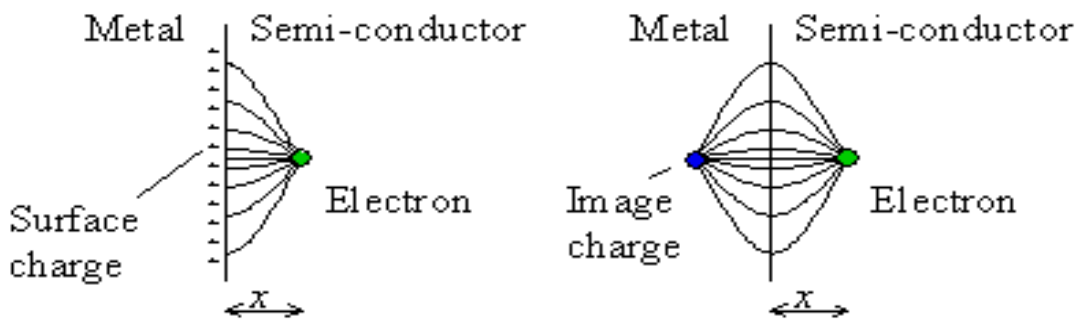 Metal Semi-conductor
Electron
Surface
charge
x
Metal Semi-conductor
Electron
Image
charge
x